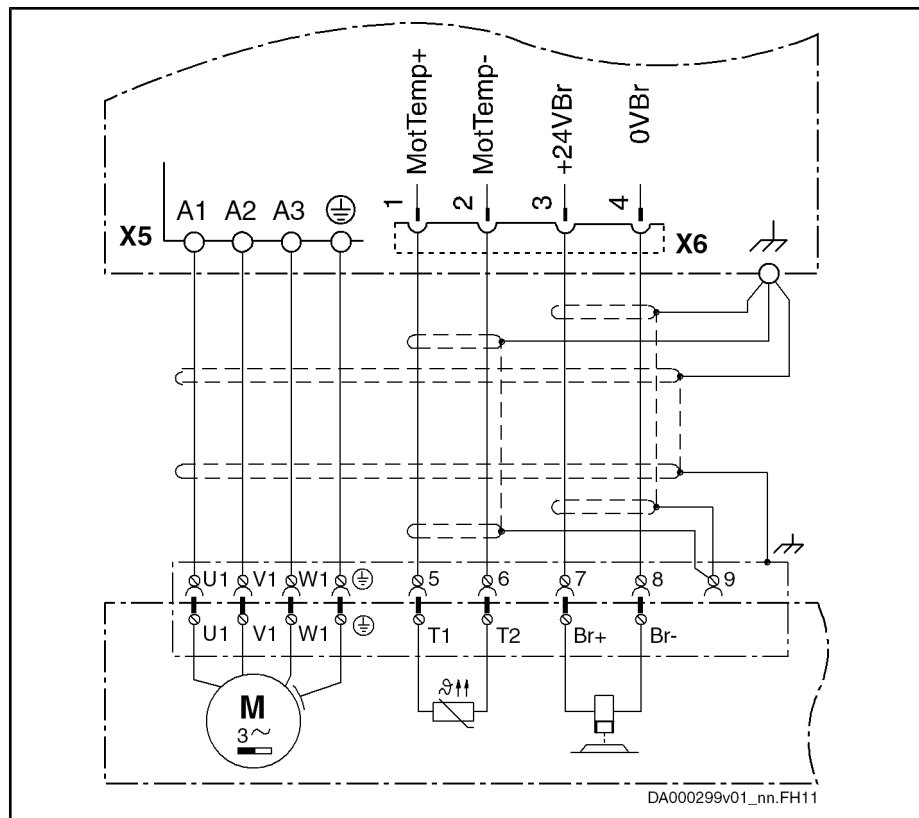 MotTemp+
MotTemp-
+24VBr
0VBr
1 2 3 4
X5 A1 A2 A3
X6
U1 V1 W1 5 6 7 8 9
U1 V1 W1 T1 T2 Br+ Br-
ϑ
M
3~
DA000299v01_nn.FH11